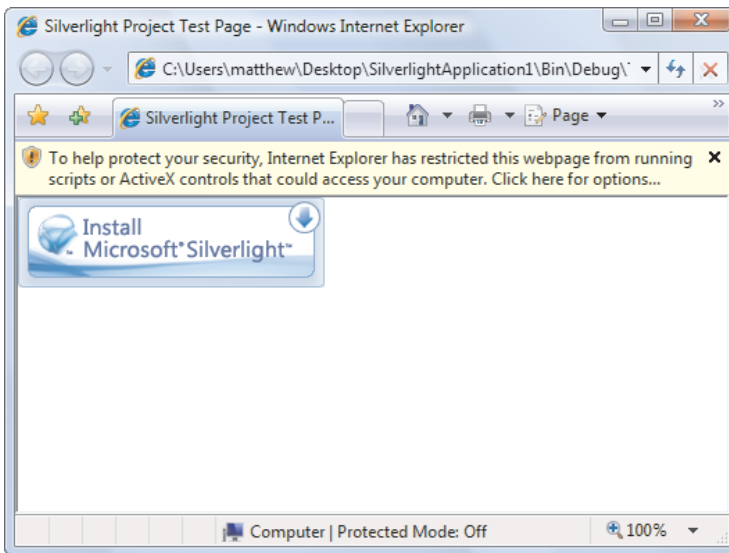 Silverlight Project Test Page - Windows Internet Explorer
C:\Users\matthew\Desktop\SilverlightApplication1\Bin\Debug\
Silverlight Project Test P...
Page
To help protect your security, Internet Explorer has restricted this webpage from running
scripts or ActiveX controls that could access your computer. Click here for options...
Install
Microsoft®Silverlight™
Computer | Protected Mode: Off
100%